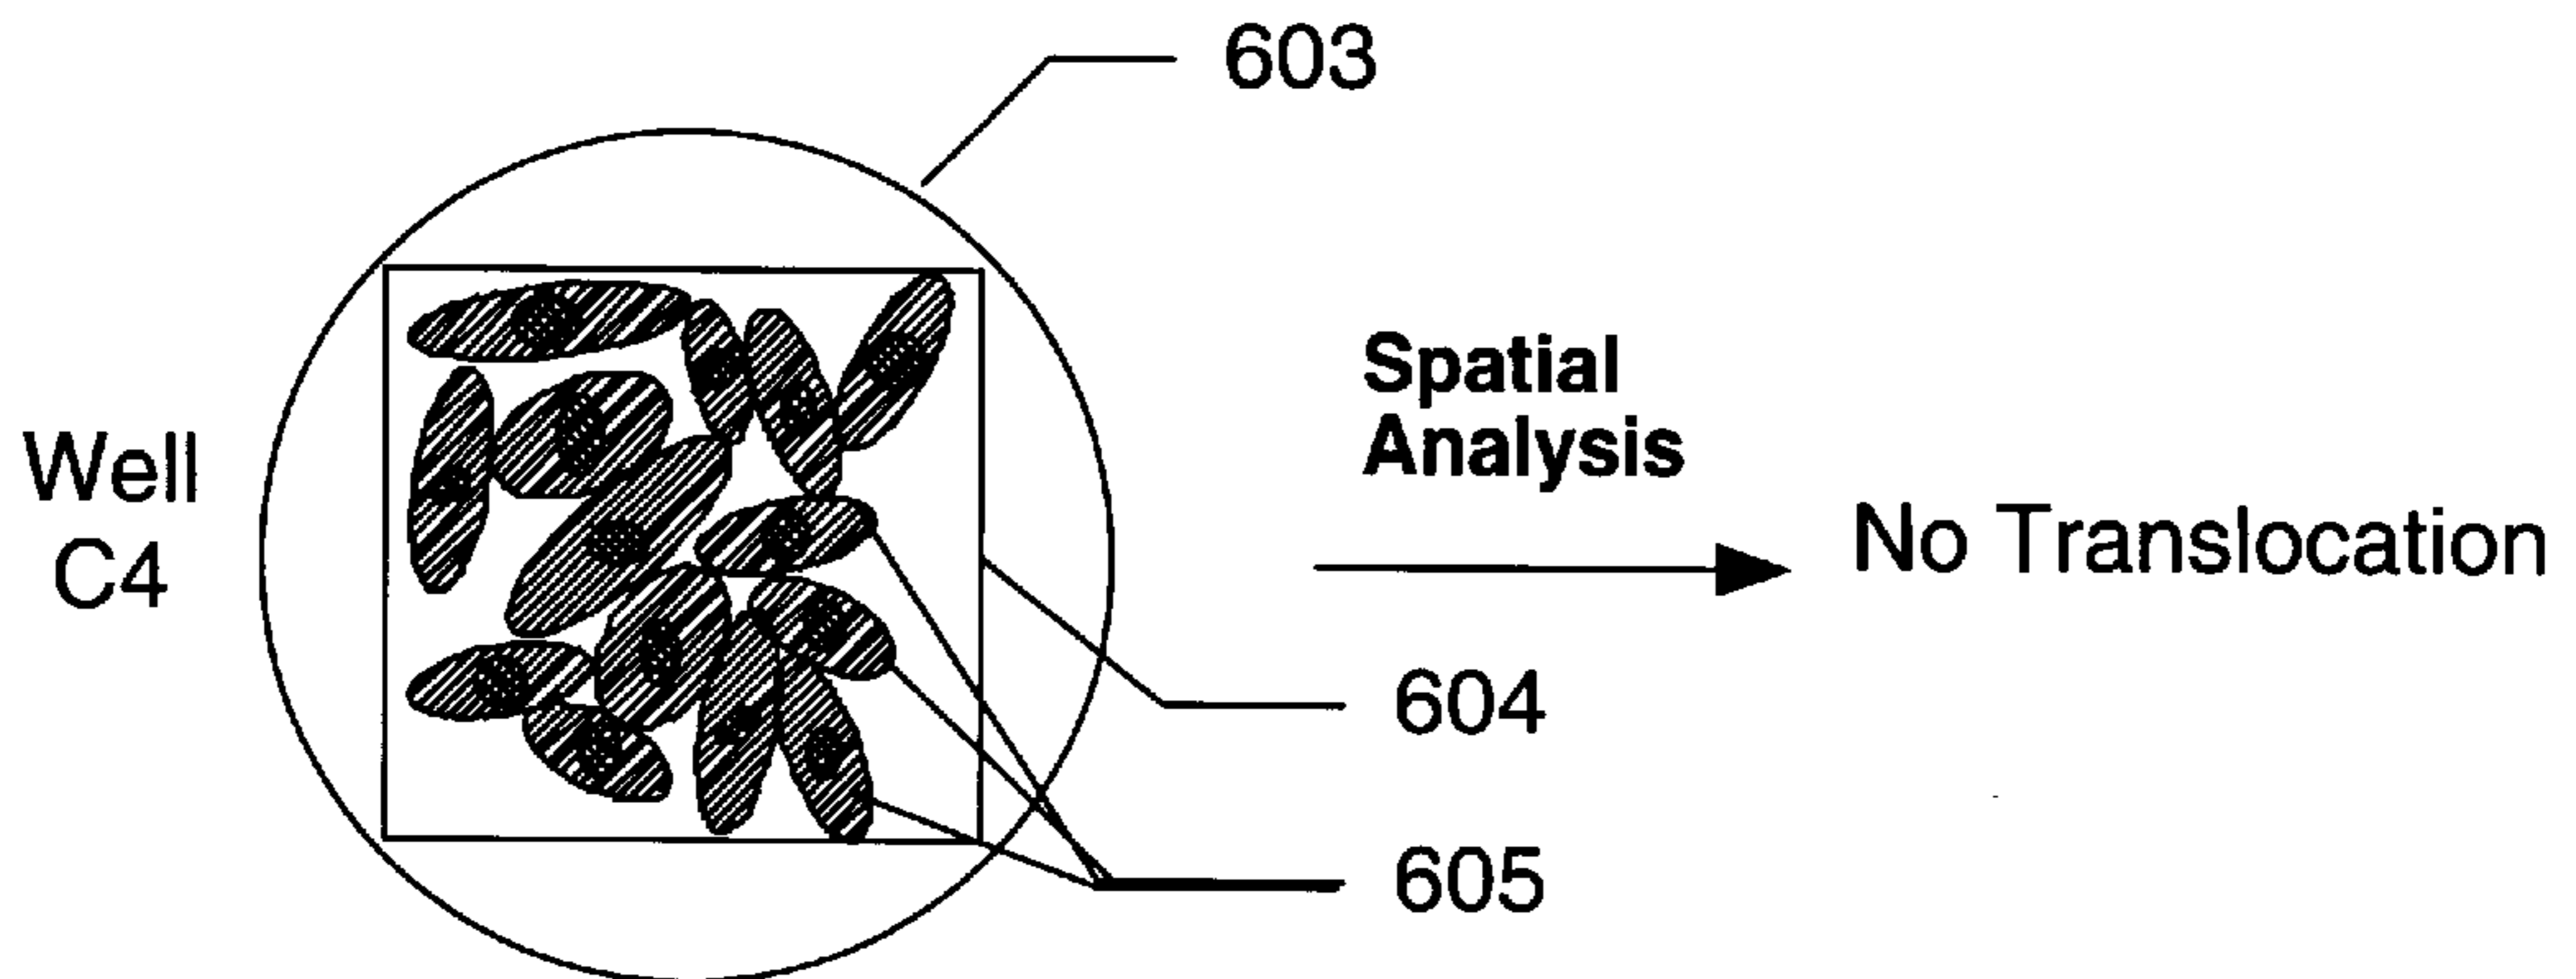 603
Well
C4
Spatial
Analysis
No Translocation
604
605